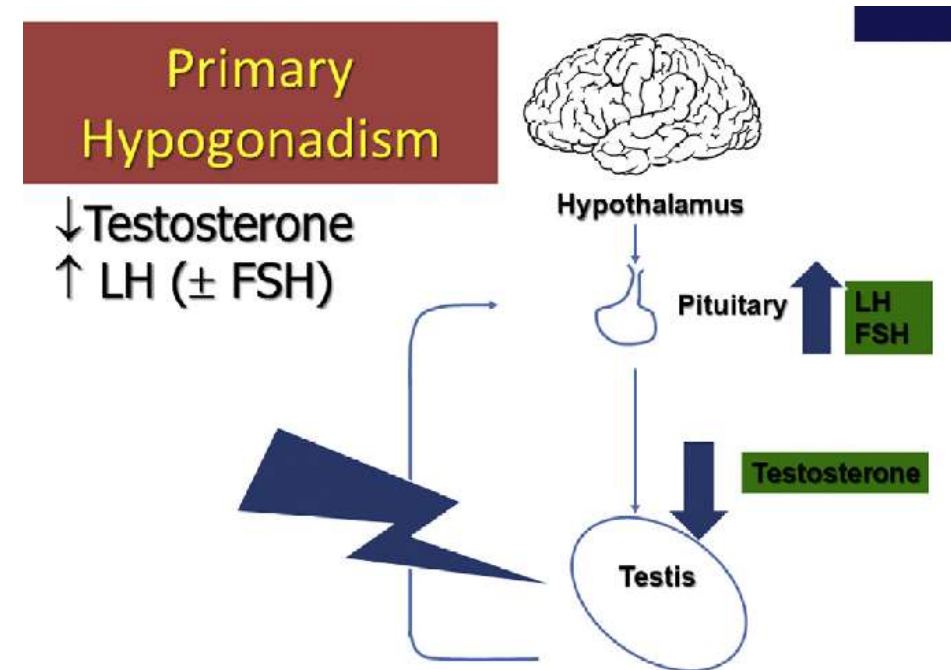 Primary
Hypogonadism
↓Testosterone
↑ LH (± FSH)
Hypothalamus
Pituitary
LH
FSH
Testosterone
Testis